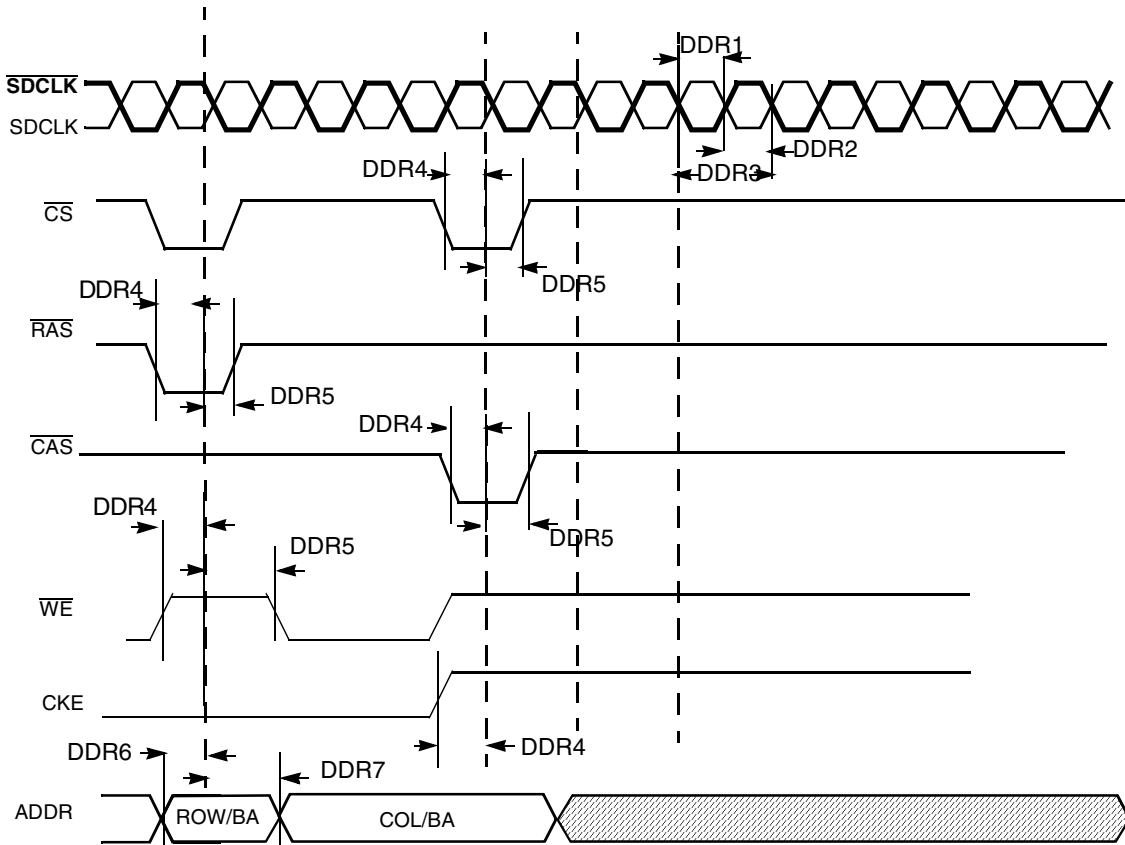 DDR1
SDCLK
SDCLK
DDR2
DDR4
DDR3
CS
DDR5
DDR4
RAS
DDR5
DDR4
CAS
DDR4
DDR5
DDR5
WE
CKE
DDR4
DDR6
DDR7
ADDR
ROW/BA
COL/BA